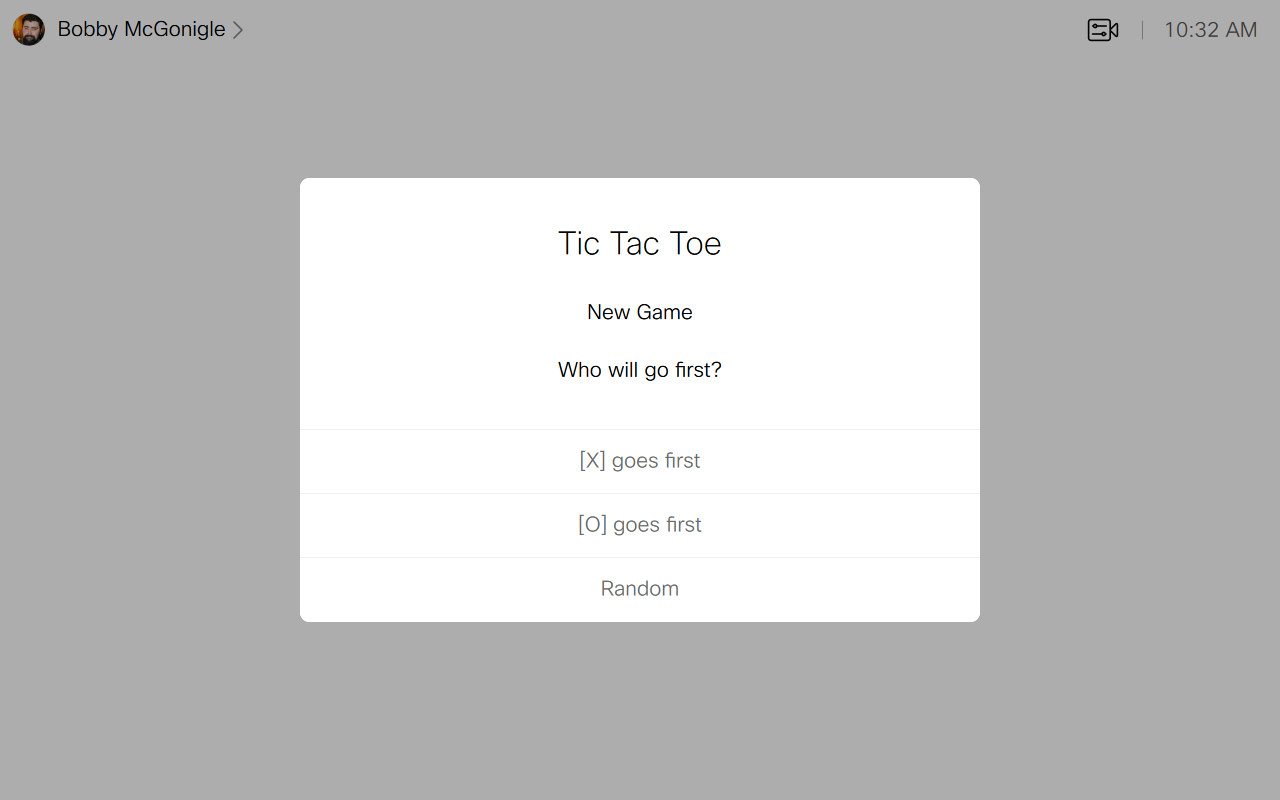 Bobby McGonigle
10:32 AM
Tic Tac Toe
New Game
Who will go first?
[X] goes first
[O] goes first
Random